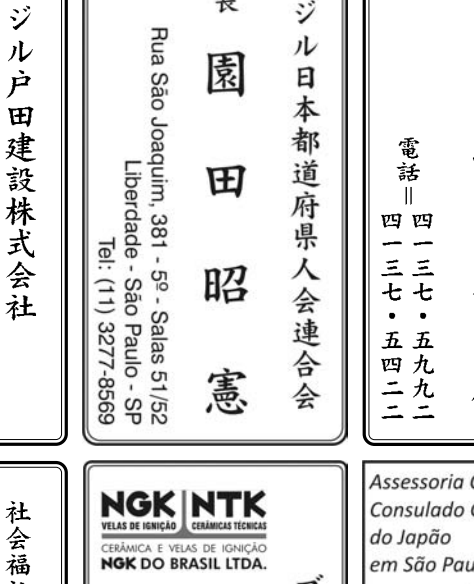 電話＝四一三七・五九九二
四一三七・五四二二
ジル日本都道府県人会連合会
長 園田昭憲
Rua São Joaquim, 381 - 5º - Salas 51/52
Liberdade - São Paulo - SP
Tel: (11) 3277-8569
ジル戸田建設株式会社
Assessoria
Consulado
do Japão
em São Pau
NGK NTK
VELAS DE IGNIÇÃO CERÂMICAS TÉCNICAS
CERÂMICA E VELAS DE IGNIÇÃO
NGK DO BRASIL LTDA.
ブ
社会福